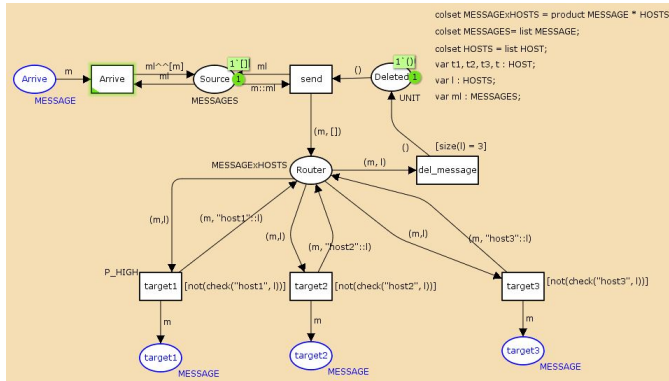 colset MESSAGExHOSTS = product MESSAGE * HOSTS
colset MESSAGES= list MESSAGE;
colset HOSTS = list HOST;
var t1, t2, t3, t : HOST;
var l : HOSTS;
var ml : MESSAGES;
Arrive
m
MESSAGE
Arrive
ml^^[m]
ml
Source
1`[]
1
MESSAGES
ml
m::ml
send
()
Deleted
1`()
1
UNIT
(m, [])
()
[size(l) = 3]
MESSAGExHOSTS
Router
(m, l)
del_message
(m,l)
(m, "host1"::l)
(m,l)
(m, "host2"::l)
(m,l)
(m, "host3"::l)
P_HIGH
target1
[not(check("host1", l))]
target2
[not(check("host2", l))]
target3
[not(check("host3", l))]
m
m
m
target1
MESSAGE
target2
MESSAGE
target3
MESSAGE